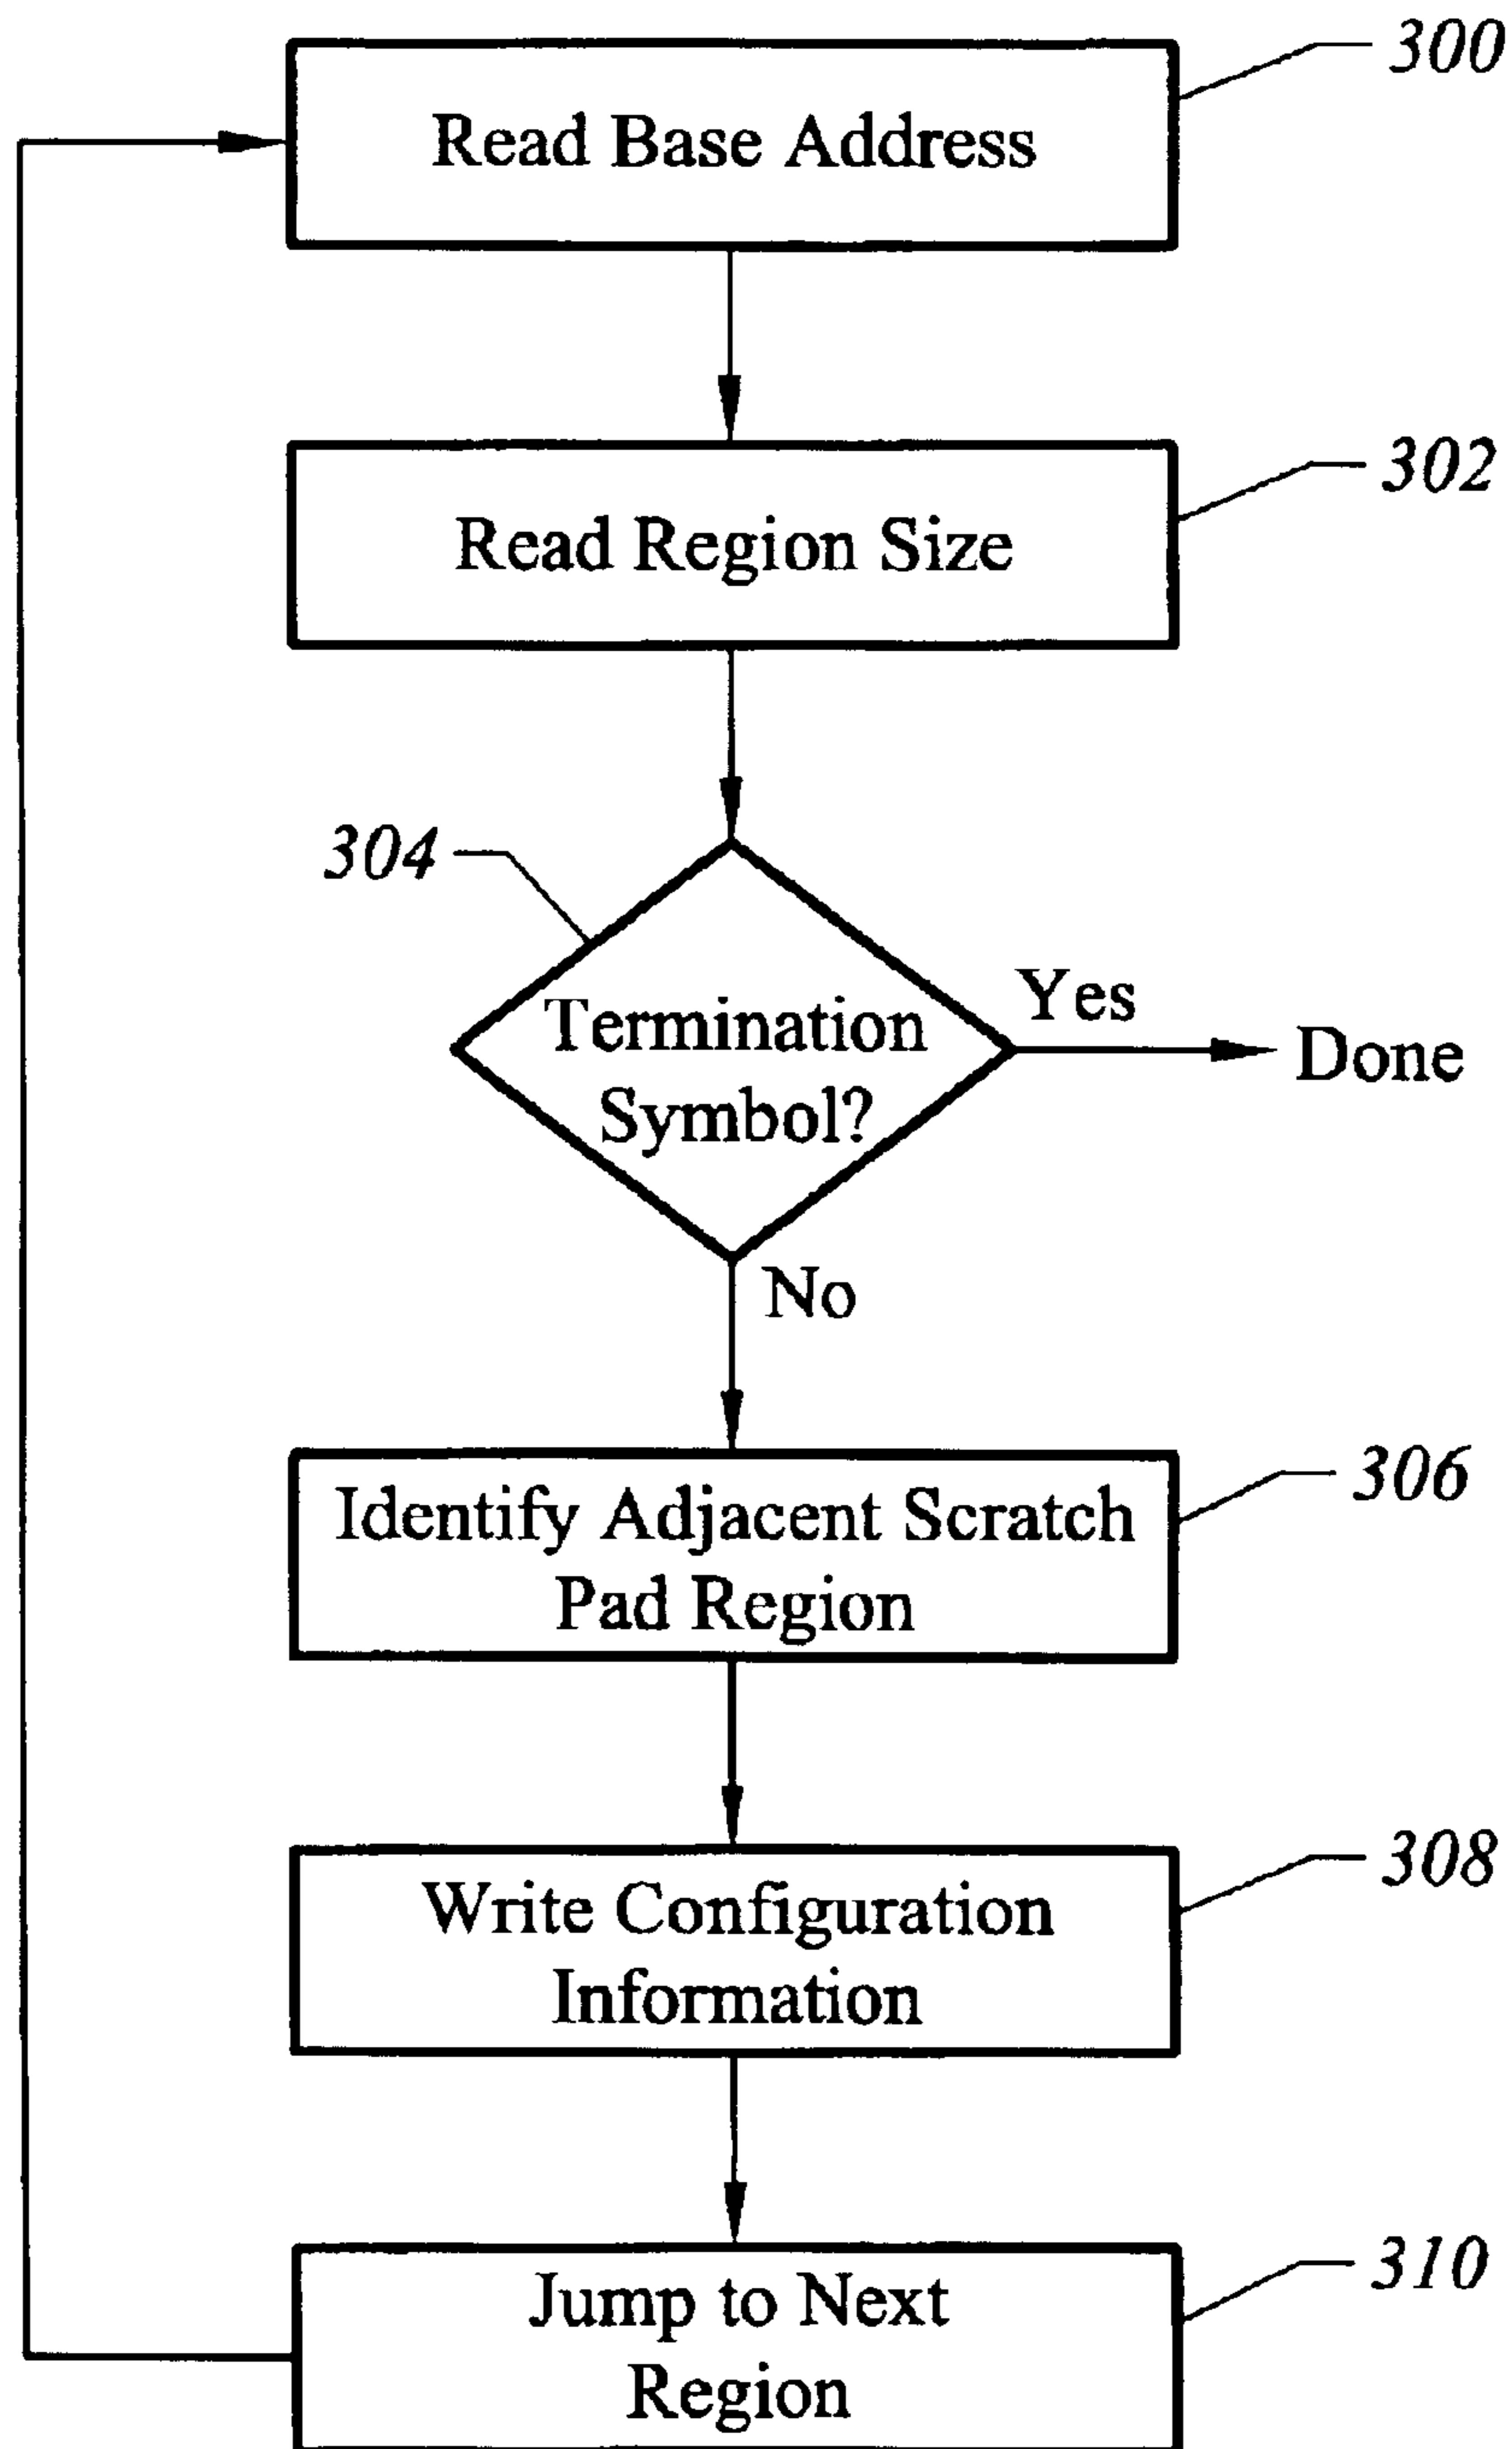 300
Read Base Address
302
Read Region Size
304
Termination
Symbol?
Yes
Done
No
306
Identify Adjacent Scratch
Pad Region
308
Write Configuration
Information
310
Jump to Next
Region